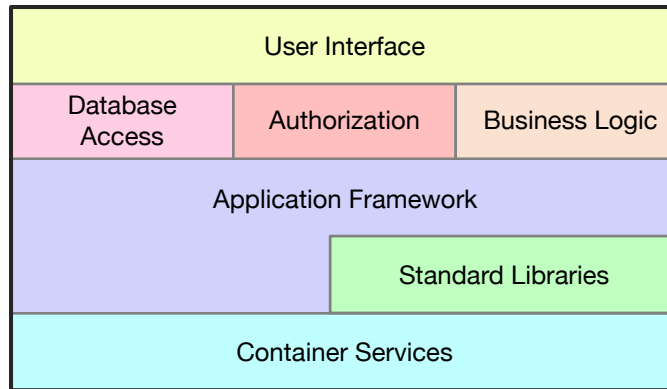 User Interface
Database
Access
Authorization
Business Logic
Application Framework
Standard Libraries
Container Services